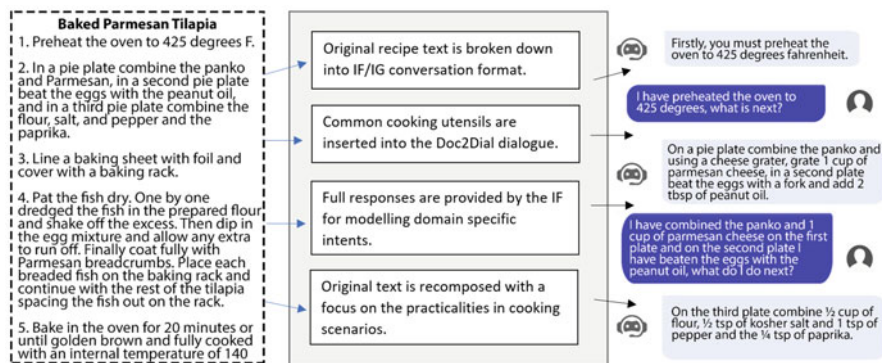 Baked Parmesan Tilapia
1. Preheat the oven to 425 degrees F.
2. In a pie plate combine the
panko and Parmesan, in a second pie plate
beat the eggs with the peanut oil,
and in a third pie plate combine the
flour, salt, and pepper and the
paprika.
3. Line a baking sheet with foil and
cover with a baking rack.
4. Pat the fish dry. One by one
dredged the fish in the prepared flour
and shake off the excess. Then dip in
the egg mixture and allow any extra
to run off. Finally coat fully with
Parmesan breadcrumbs. Place each
breaded fish on the baking rack and
continue with the rest of the tilapia
spacing the fish out on the rack.
5. Bake in the oven for 20 minutes or
until golden brown and fully cooked
with an internal temperature of 140
Original recipe text is broken down
into IF/IG conversation format.
Common cooking utensils are
inserted into the Doc2Dial dialogue.
Full responses are provided by the IF
for modelling domain specific
intents.
Original text is recomposed with a
focus on the practicalities in cooking
scenarios.
Firstly, you must preheat the
oven to 425 degrees fahrenheit.
I have preheated the oven to
425 degrees, what is next?
On a pie plate combine the panko and
using a cheese grater, grate 1 cup of
parmesan cheese, in a second plate
beat the eggs with a fork and add 2
tbsp of peanut oil.
I have combined the panko and 1
cup of parmesan cheese on the first
plate and on the second plate I
have beaten the eggs with the
peanut oil, what do I do next?
On the third plate combine ½ cup of
flour, ½ tsp of kosher salt and 1 tsp of
pepper and the ¼ tsp of paprika.